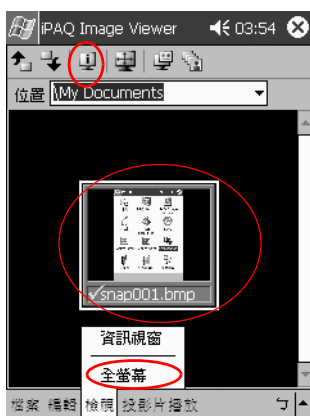 iPAQ Image Viewer 03:54
位置 \My Documents
snap001.bmp
資訊視窗
全螢幕
檔案 編輯 檢視 投影片播放 ㄅ